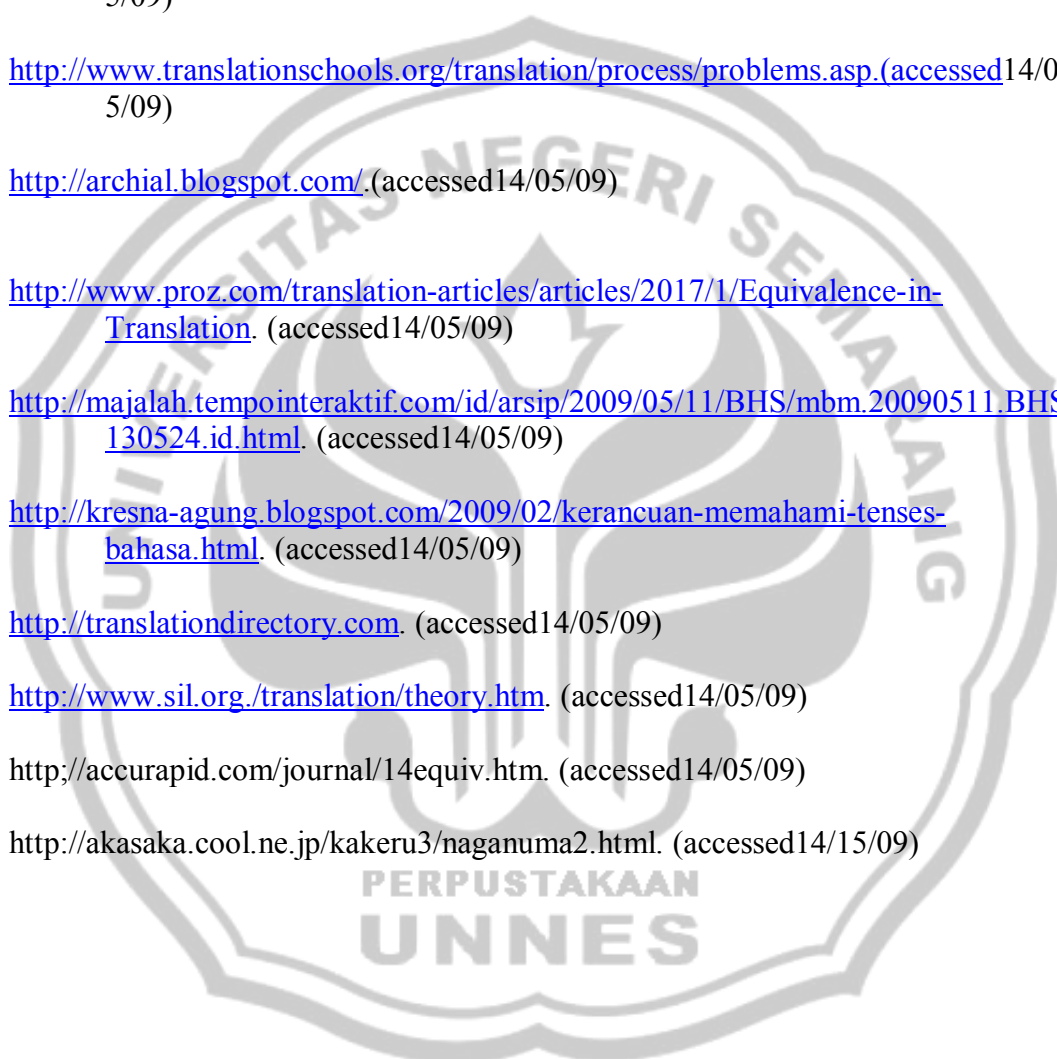 5/09)
http://www.translationschools.org/translation/process/problems.asp.(accessed14/0
5/09)
http://archial.blogspot.com/.(accessed14/05/09)
http://www.proz.com/translation-articles/articles/2017/1/Equivalence-in-
Translation. (accessed14/05/09)
http://majalah.tempointeraktif.com/id/arsip/2009/05/11/BHS/mbm.20090511.BHS
130524.id.html. (accessed14/05/09)
http://kresna-agung.blogspot.com/2009/02/kerancuan-memahami-tenses-
bahasa.html. (accessed14/05/09)
http://translationdirectory.com. (accessed14/05/09)
http://www.sil.org./translation/theory.htm. (accessed14/05/09)
http;//accurapid.com/journal/14equiv.htm. (accessed14/05/09)
http://akasaka.cool.ne.jp/kakeru3/naganuma2.html. (accessed14/15/09)
UNIVERSITAS NEGERI SEMARANG
PERPUSTAKAAN
UNNES